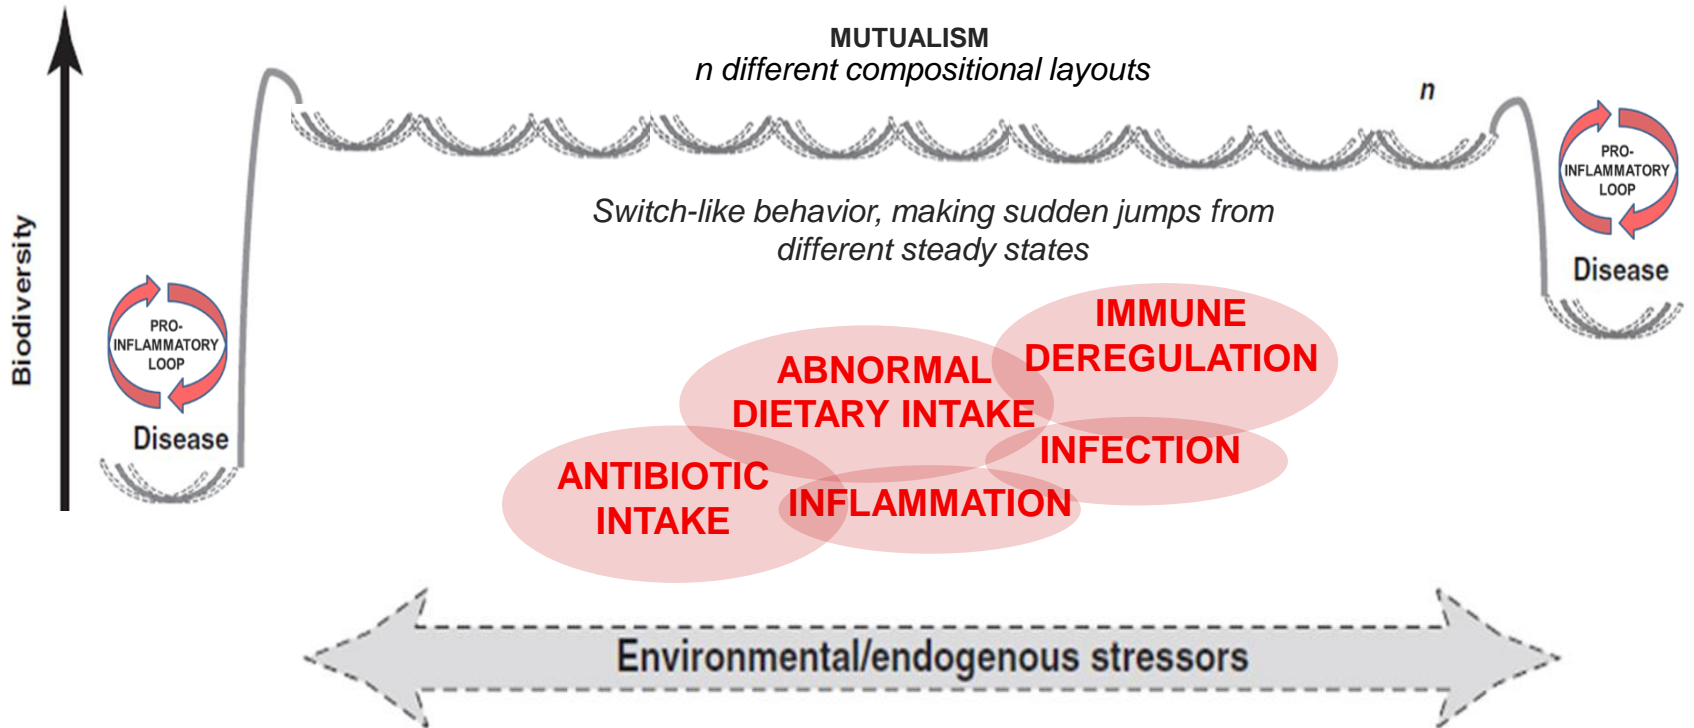 MUTUALISM
n different compositional layouts
n
Biodiversity
PRO-
INFLAMMATORY
LOOP
Disease
Switch-like behavior, making sudden jumps from
different steady states
PRO-
INFLAMMATORY
LOOP
Disease
IMMUNE
DEREGULATION
ABNORMAL
DIETARY INTAKE
INFECTION
ANTIBIOTIC
INTAKE
INFLAMMATION
Environmental/endogenous stressors